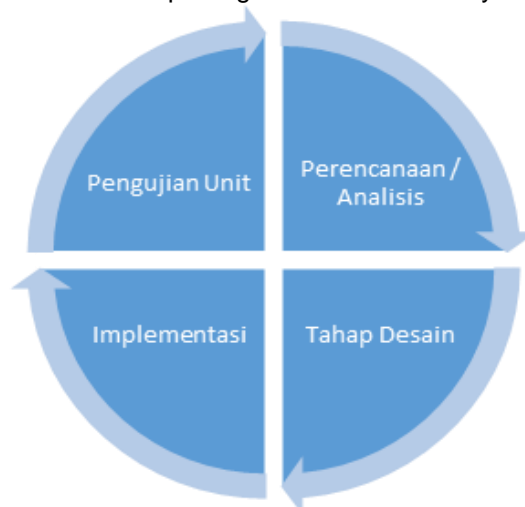 Pengujian Unit
Perencanaan /
Analisis
Implementasi
Tahap Desain